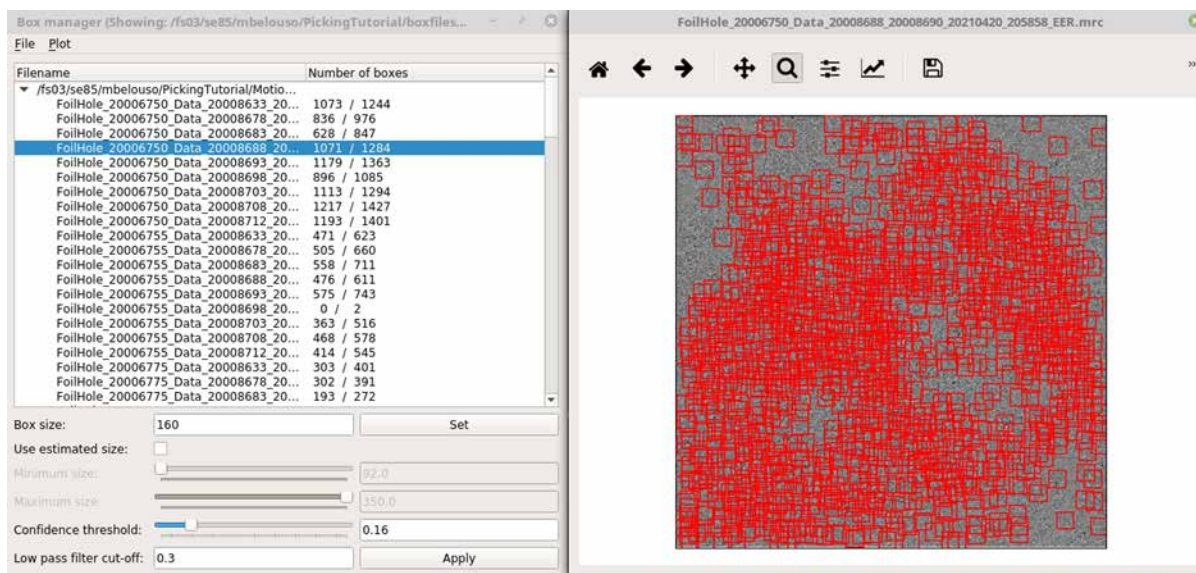 Box manager (Showing: /fs03/se85/mbelouso/PickingTutorial/boxfiles...
File Plot
Filename Number of boxes
/fs03/se85/mbelouso/PickingTutorial/Motio...
FoilHole_20006750_Data_20008633_20... 1073 / 1244
FoilHole_20006750_Data_20008678_20... 836 / 976
FoilHole_20006750_Data_20008683_20... 628 / 847
FoilHole_20006750_Data_20008688_20... 1071 / 1284
FoilHole_20006750_Data_20008693_20... 1179 / 1363
FoilHole_20006750_Data_20008698_20... 896 / 1085
FoilHole_20006750_Data_20008703_20... 1113 / 1294
FoilHole_20006750_Data_20008708_20... 1217 / 1427
FoilHole_20006750_Data_20008712_20... 1193 / 1401
FoilHole_20006755_Data_20008633_20... 471 / 623
FoilHole_20006755_Data_20008678_20... 505 / 660
FoilHole_20006755_Data_20008683_20... 558 / 711
FoilHole_20006755_Data_20008688_20... 476 / 611
FoilHole_20006755_Data_20008693_20... 575 / 743
FoilHole_20006755_Data_20008698_20... 0 / 2
FoilHole_20006755_Data_20008703_20... 363 / 516
FoilHole_20006755_Data_20008708_20... 468 / 578
FoilHole_20006755_Data_20008712_20... 414 / 545
FoilHole_20006775_Data_20008633_20... 303 / 401
FoilHole_20006775_Data_20008678_20... 302 / 391
FoilHole_20006775_Data_20008683_20... 193 / 272
Box size: 160 Set
Use estimated size:
Minimum size: 92.0
Maximum size: 350.0
Confidence threshold: 0.16
Low pass filter cut-off: 0.3 Apply
FoilHole_20006750_Data_20008688_20008690_20210420_205858_EER.mrc